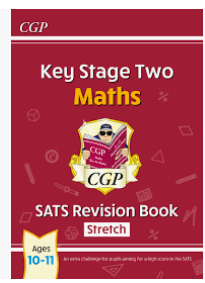 CGP
Key Stage Two
Maths
CGP
CGP
SATS Revision Book
Stretch
Ages
10-11
An extra challenge for pupils aiming for a high score in the SATS